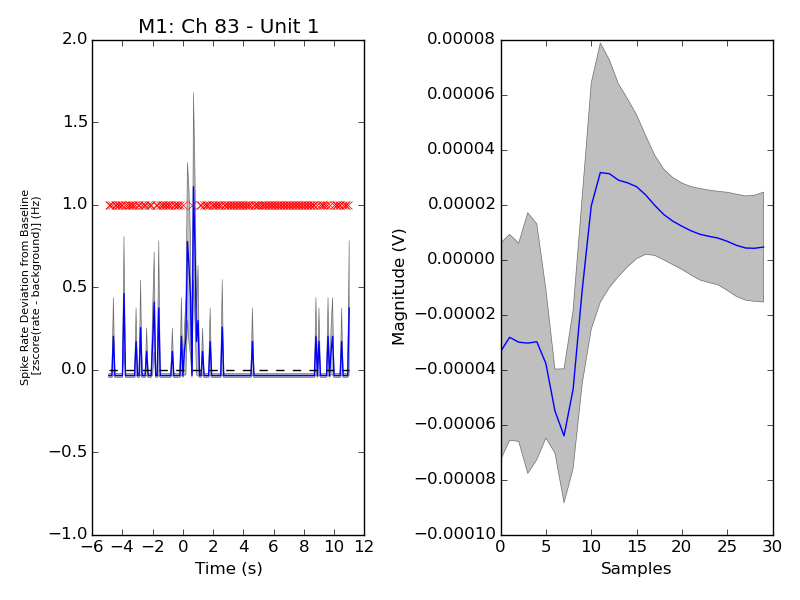 M1: Ch 83 - Unit 1
2.0
1.5
1.0
0.5
0.0
−0.5
−1.0
Spike Rate Deviation from Baseline
[zscore(rate - background)] (Hz)
−6 −4 −2 0 2 4 6 8 10 12
Time (s)
0.00008
0.00006
0.00004
0.00002
0.00000
−0.00002
−0.00004
−0.00006
−0.00008
−0.00010
Magnitude (V)
0 5 10 15 20 25 30
Samples